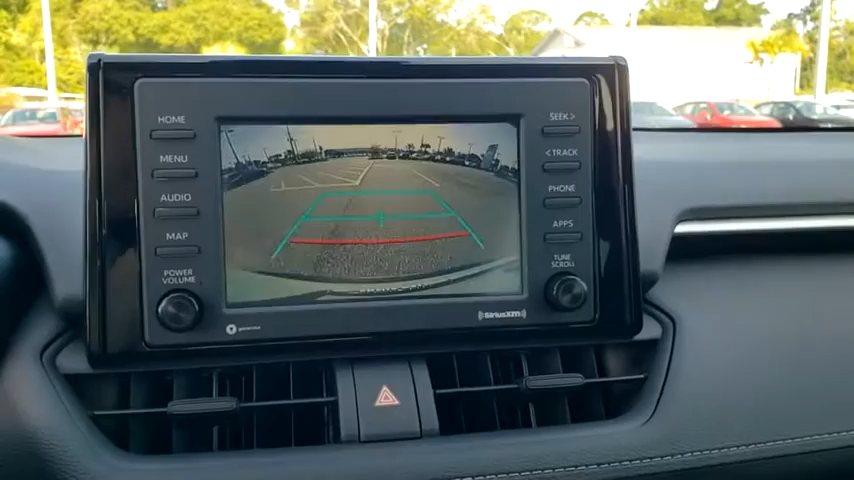 HOME
MENU
AUDIO
MAP
POWER
VOLUME
SEEK>
<TRACK
PHONE
APPS
TUNE
SCROLL
((SiriusXM))